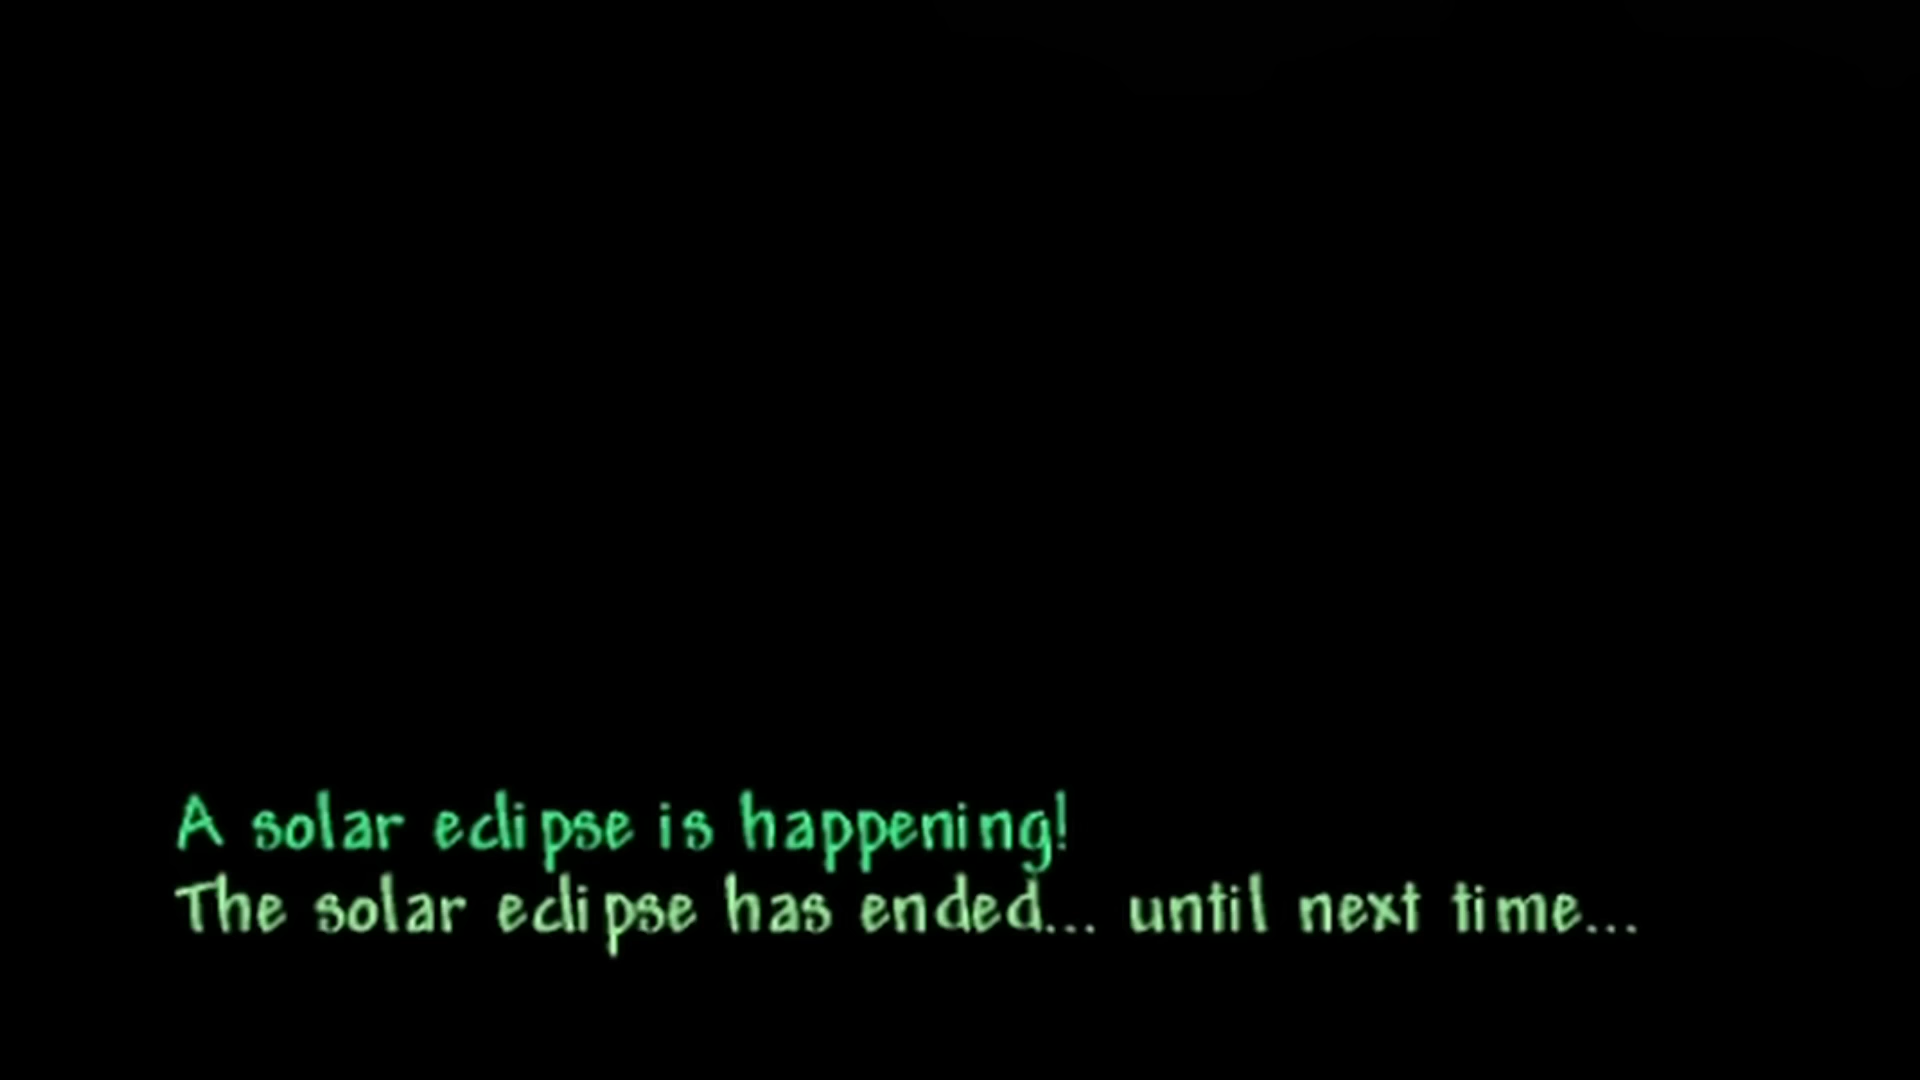 A solar eclipse is happening!
The solar eclipse has ended... until next time...